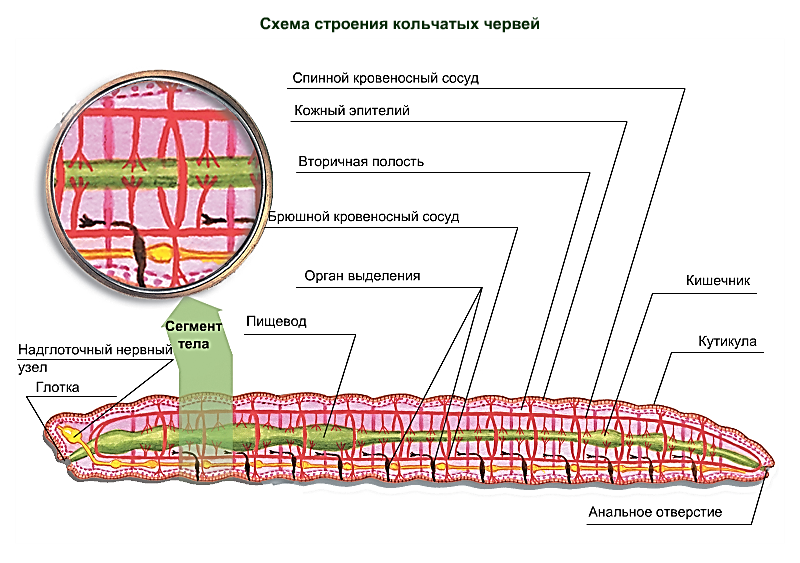 Схема строения кольчатых червей
Спинной кровеносный сосуд
Кожный эпителий
Вторичная полость
Брюшной кровеносный сосуд
Орган выделения
Кишечник
Пищевод
Сегмент
тела
Кутикула
Надглоточный нервный
узел
Глотка
Анальное отверстие